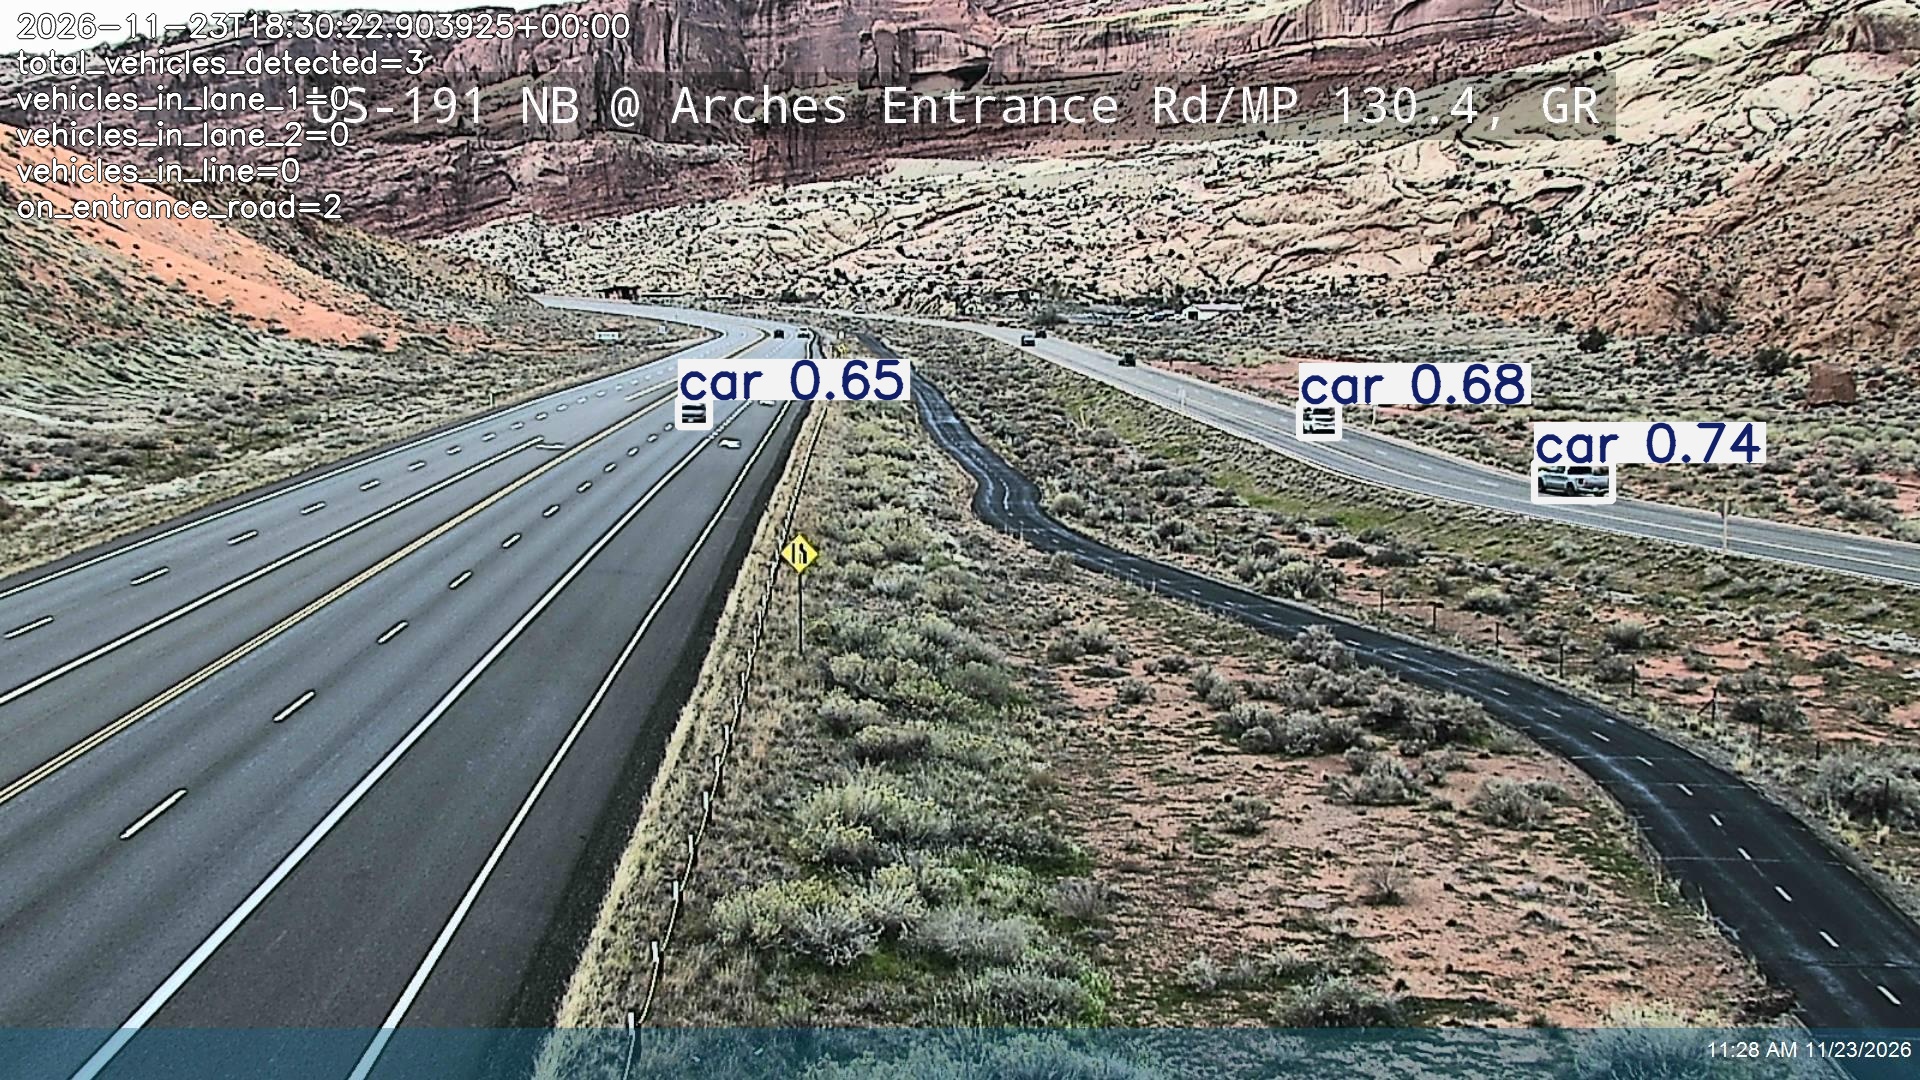 2026-11-23T18:30:22.903925+00:00
total_vehicles_detected=3
vehicles_in_lane_1=0
US-191 NB @ Arches Entrance Rd/MP 130.4, GR
vehicles_in_lane_2=0
vehicles_in_line=0
on_entrance_road=2
car 0.65
car 0.68
car 0.74
11:28 AM 11/23/2026